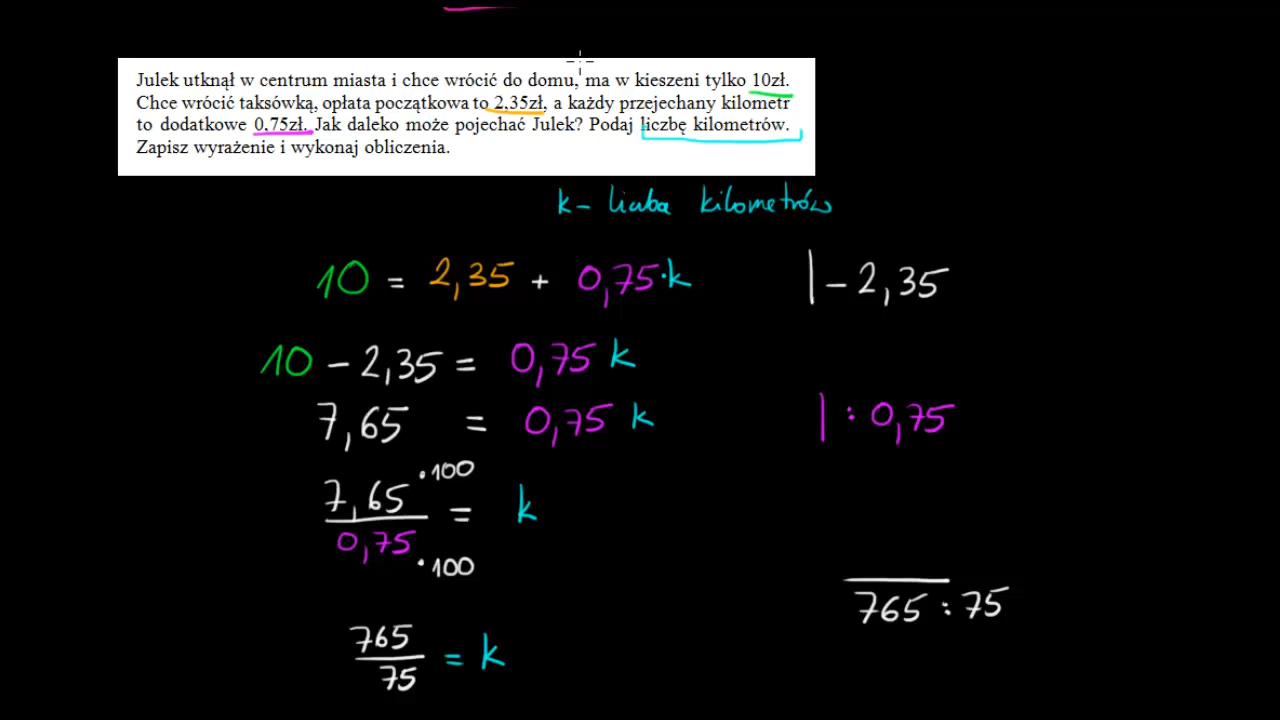 Julek utknął w centrum miasta i chce wrócić do domu, ma w kieszeni tylko 10zł.
Chce wrócić taksówką, opłata początkowa to 2,35zł, a każdy przejechany kilometr
to dodatkowe 0,75zł. Jak daleko może pojechać Julek? Podaj liczbę kilometrów.
Zapisz wyrażenie i wykonaj obliczenia.
k – liczba kilometrów
10 = 2,35 + 0,75·k | – 2,35
10 – 2,35 = 0,75 k
7,65 = 0,75 k | : 0,75
7,65 ·100
= k
0,75 ·100
765 : 75
765
= k
75